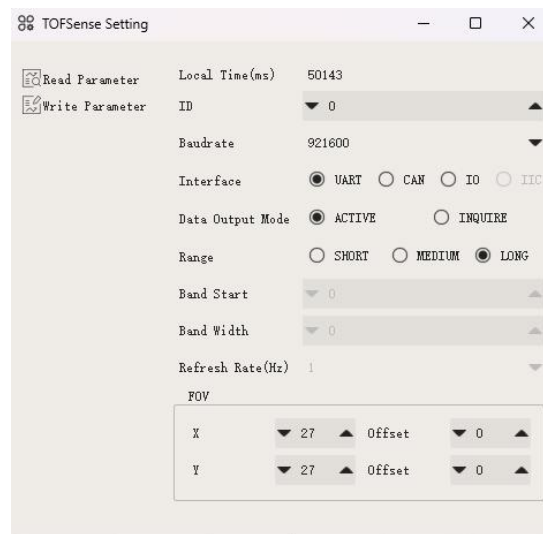 TOFSense Setting
Read Parameter
Write Parameter
Local Time(ms) 50143
ID 0
Baudrate 921600
Interface UART CAN IO IIC
Data Output Mode ACTIVE INQUIRE
Range SHORT MEDIUM LONG
Band Start 0
Band Width 0
Refresh Rate(Hz) 1
FOV
X 27 Offset 0
Y 27 Offset 0